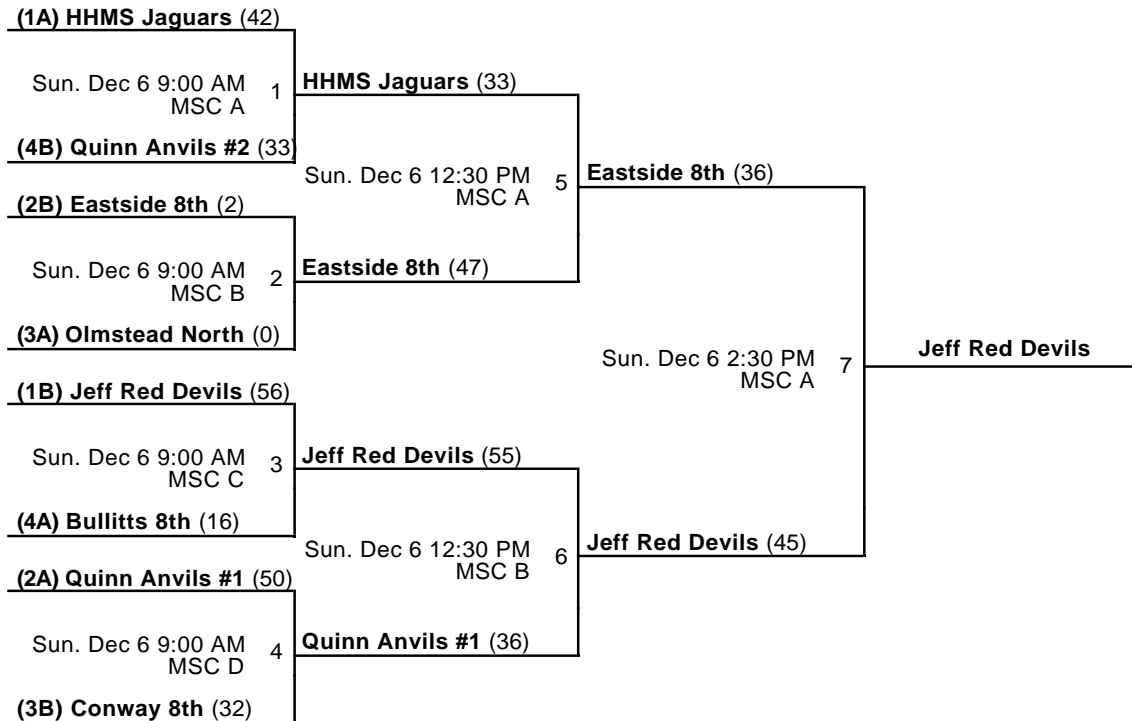 (1A) HHMS Jaguars (42)
Sun. Dec 6 9:00 AM
MSC A
1
HHMS Jaguars (33)
(4B) Quinn Anvils #2 (33)
Sun. Dec 6 12:30 PM
MSC A
5
Eastside 8th (36)
(2B) Eastside 8th (2)
Sun. Dec 6 9:00 AM
MSC B
2
Eastside 8th (47)
(3A) Olmstead North (0)
Sun. Dec 6 2:30 PM
MSC A
7
Jeff Red Devils
(1B) Jeff Red Devils (56)
Sun. Dec 6 9:00 AM
MSC C
3
Jeff Red Devils (55)
(4A) Bullitts 8th (16)
Sun. Dec 6 12:30 PM
MSC B
6
Jeff Red Devils (45)
(2A) Quinn Anvils #1 (50)
Sun. Dec 6 9:00 AM
MSC D
4
Quinn Anvils #1 (36)
(3B) Conway 8th (32)